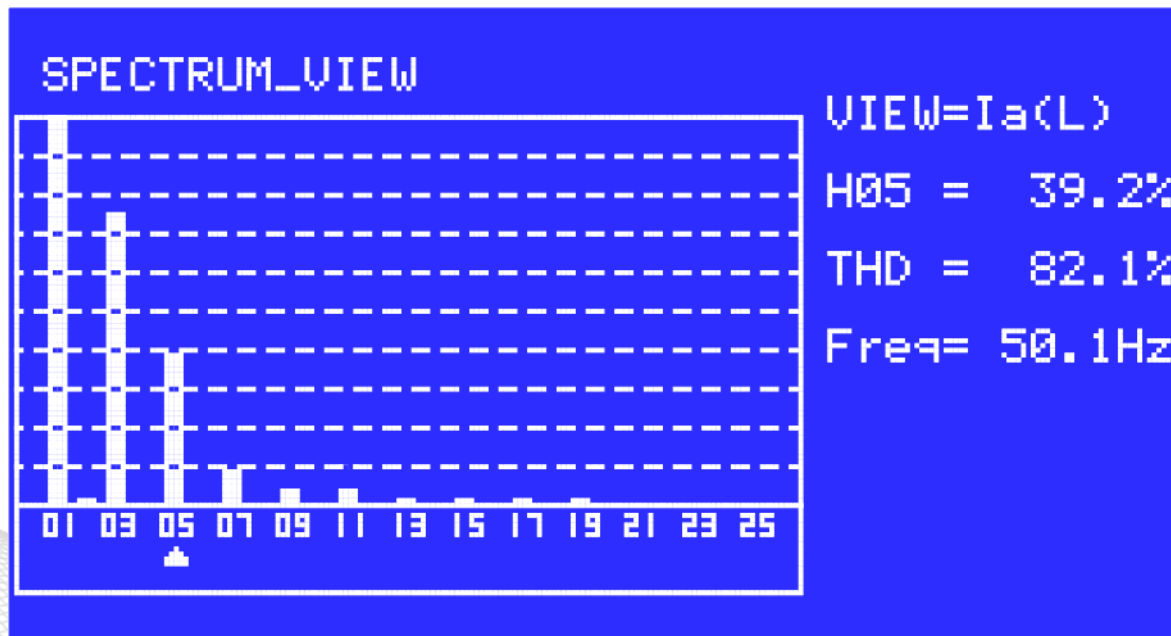 SPECTRUM_VIEW
VIEW=Ia(L)
H05 = 39.2%
THD = 82.1%
Freq= 50.1Hz
01 03 05 07 09 11 13 15 17 19 21 23 25